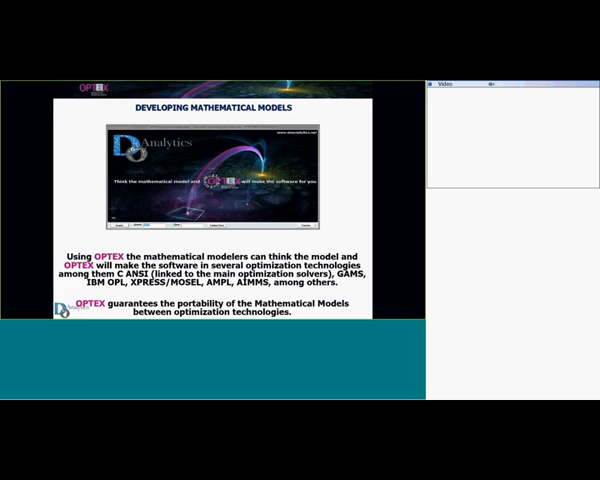 OPTEX
Video
DEVELOPING MATHEMATICAL MODELS
www.doanalytics.net
DO Analytics
Think the mathematical model and OPTEX will make the software for you
Using OPTEX the mathematical modelers can think the model and
OPTEX will make the software in several optimization technologies
among them C ANSI (linked to the main optimization solvers), GAMS,
IBM OPL, XPRESS/MOSEL, AMPL, AIMMS, among others.
OPTEX guarantees the portability of the Mathematical Models
between optimization technologies.
DO Analytics